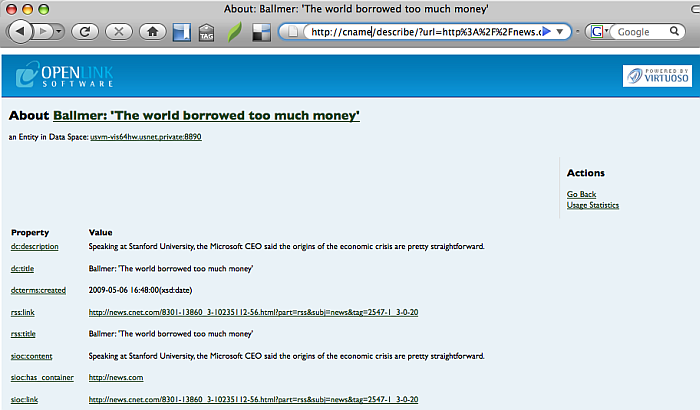 About: Ballmer: 'The world borrowed too much money'
TAG
http://cname/describe/?url=http%3A%2F%2Fnews.c
G
Google
OPENLINK
SOFTWARE
POWERED BY
VIRTUOSO
About Ballmer: 'The world borrowed too much money'
an Entity in Data Space: usvm-vis64hw.usnet.private:8890
Actions
Go Back
Usage Statistics
Property Value
dc:description Speaking at Stanford University, the Microsoft CEO said the origins of the economic crisis are pretty straightforward.
dc:title Ballmer: 'The world borrowed too much money'
dcterms:created 2009-05-06 16:48:00(xsd:date)
rss:link http://news.cnet.com/8301-13860_3-10235112-56.html?part=rss&subj=news&tag=2547-1_3-0-20
rss:title Ballmer: 'The world borrowed too much money'
sioc:content Speaking at Stanford University, the Microsoft CEO said the origins of the economic crisis are pretty straightforward.
sioc:has_container http://news.com
sioc:link http://news.cnet.com/8301-13860_3-10235112-56.html?part=rss&subj=news&tag=2547-1_3-0-20